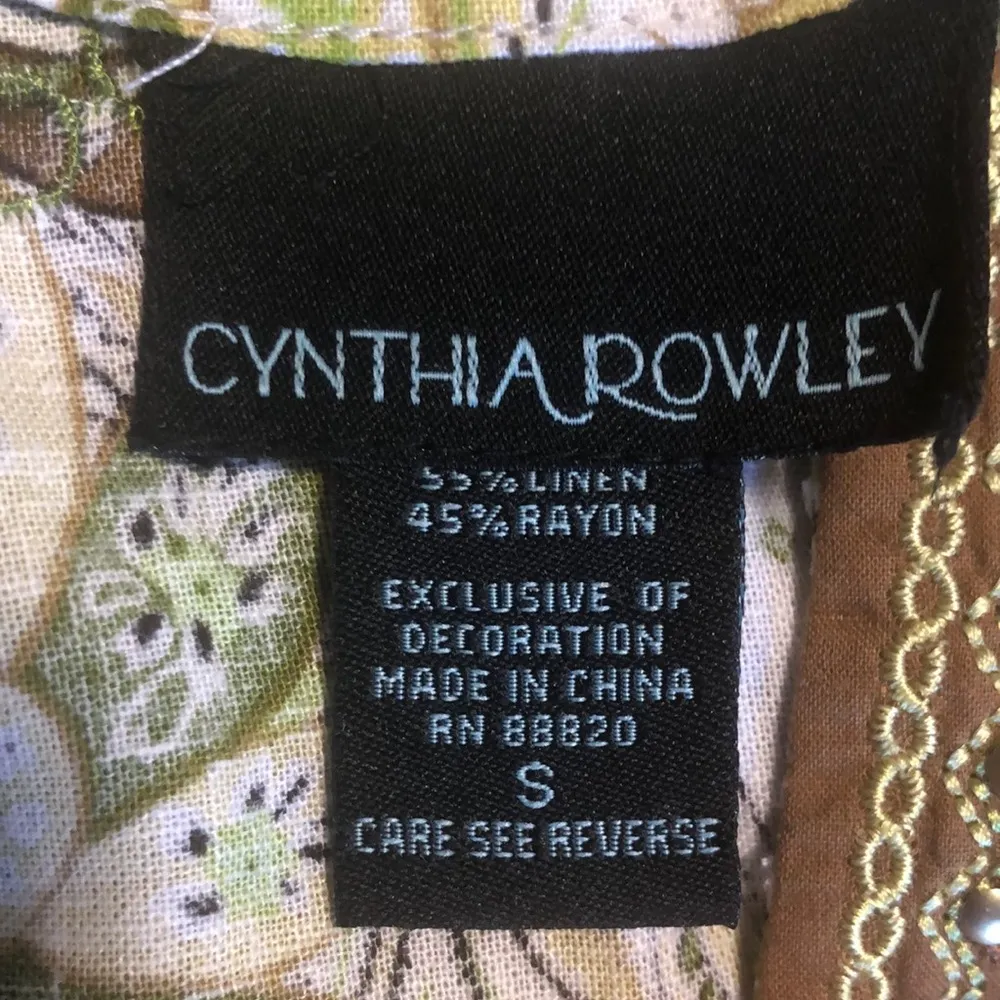 CYNTHIA ROWLEY
55% LINEN
45% RAYON
EXCLUSIVE OF
DECORATION
MADE IN CHINA
RN 88820
S
CARE SEE REVERSE